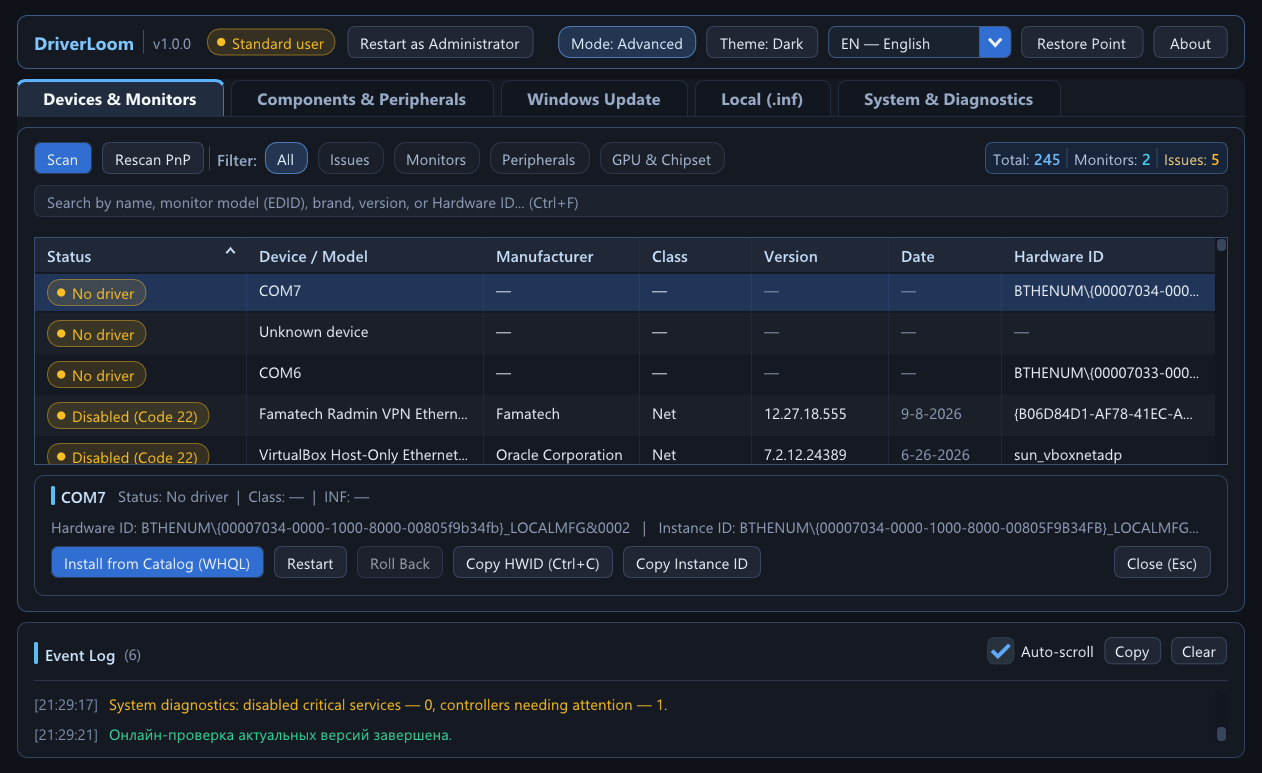 DriverLoom v1.0.0 Standard user Restart as Administrator Mode: Advanced Theme: Dark EN — English Restore Point About
Devices & Monitors Components & Peripherals Windows Update Local (.inf) System & Diagnostics
Scan Rescan PnP Filter: All Issues Monitors Peripherals GPU & Chipset Total: 245 Monitors: 2 Issues: 5
Search by name, monitor model (EDID), brand, version, or Hardware ID... (Ctrl+F)
Status Device / Model Manufacturer Class Version Date Hardware ID
No driver COM7 — — — — BTHENUM\{00007034-000...
No driver Unknown device — — — — —
No driver COM6 — — — — BTHENUM\{00007033-000...
Disabled (Code 22) Famatech Radmin VPN Ethern... Famatech Net 12.27.18.555 9-8-2026 {B06D84D1-AF78-41EC-A...
Disabled (Code 22) VirtualBox Host-Only Ethernet... Oracle Corporation Net 7.2.12.24389 6-26-2026 sun_vboxnetadp
COM7 Status: No driver | Class: — | INF: —
Hardware ID: BTHENUM\{00007034-0000-1000-8000-00805f9b34fb}_LOCALMFG&0002 | Instance ID: BTHENUM\{00007034-0000-1000-8000-00805F9B34FB}_LOCALMFG...
Install from Catalog (WHQL) Restart Roll Back Copy HWID (Ctrl+C) Copy Instance ID Close (Esc)
Event Log (6) Auto-scroll Copy Clear
[21:29:17] System diagnostics: disabled critical services — 0, controllers needing attention — 1.
[21:29:21] Онлайн-проверка актуальных версий завершена.